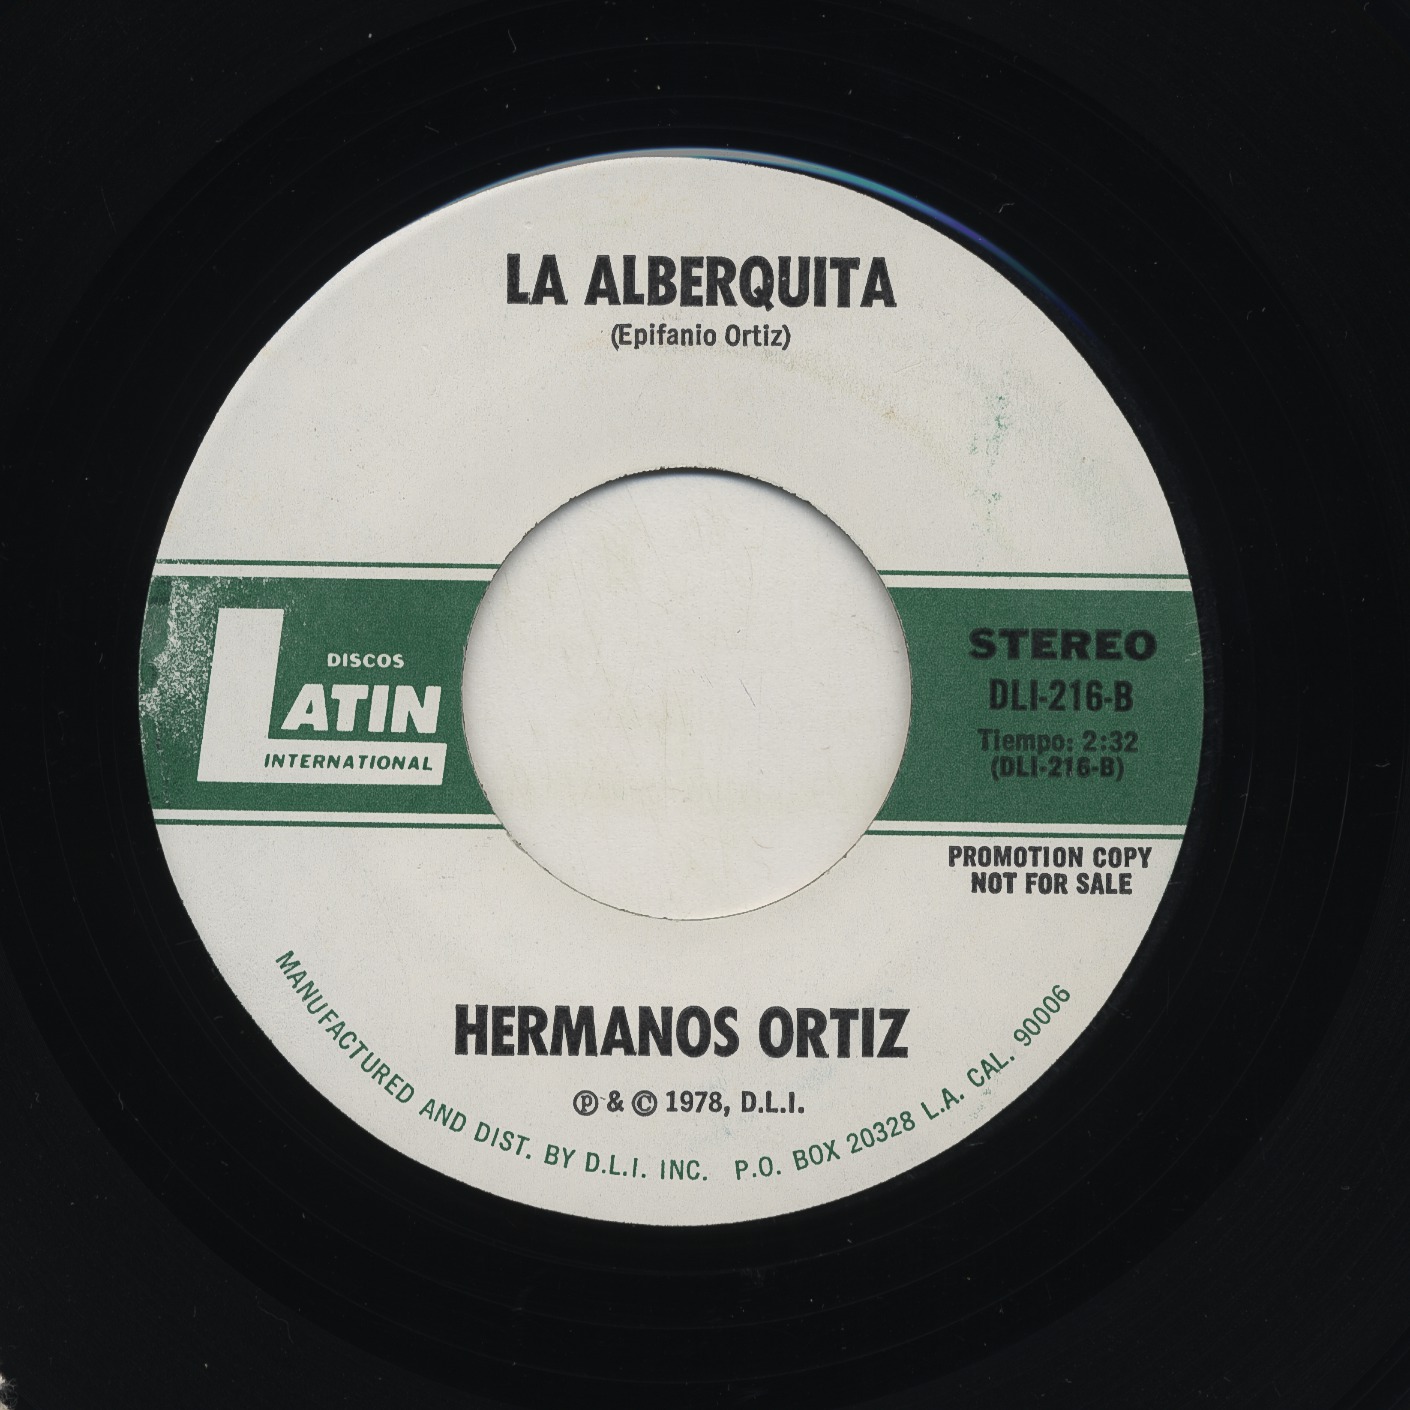 LA ALBERQUITA
(Epifanio Ortiz)
DISCOS
LATIN
INTERNATIONAL
STEREO
DLI-216-B
Tiempo: 2:32
(DLI-216-B)
PROMOTION COPY
NOT FOR SALE
HERMANOS ORTIZ
℗ & © 1978, D.L.I.
MANUFACTURED AND DIST. BY D.L.I. INC. P.O. BOX 20328 L.A. CAL. 90006